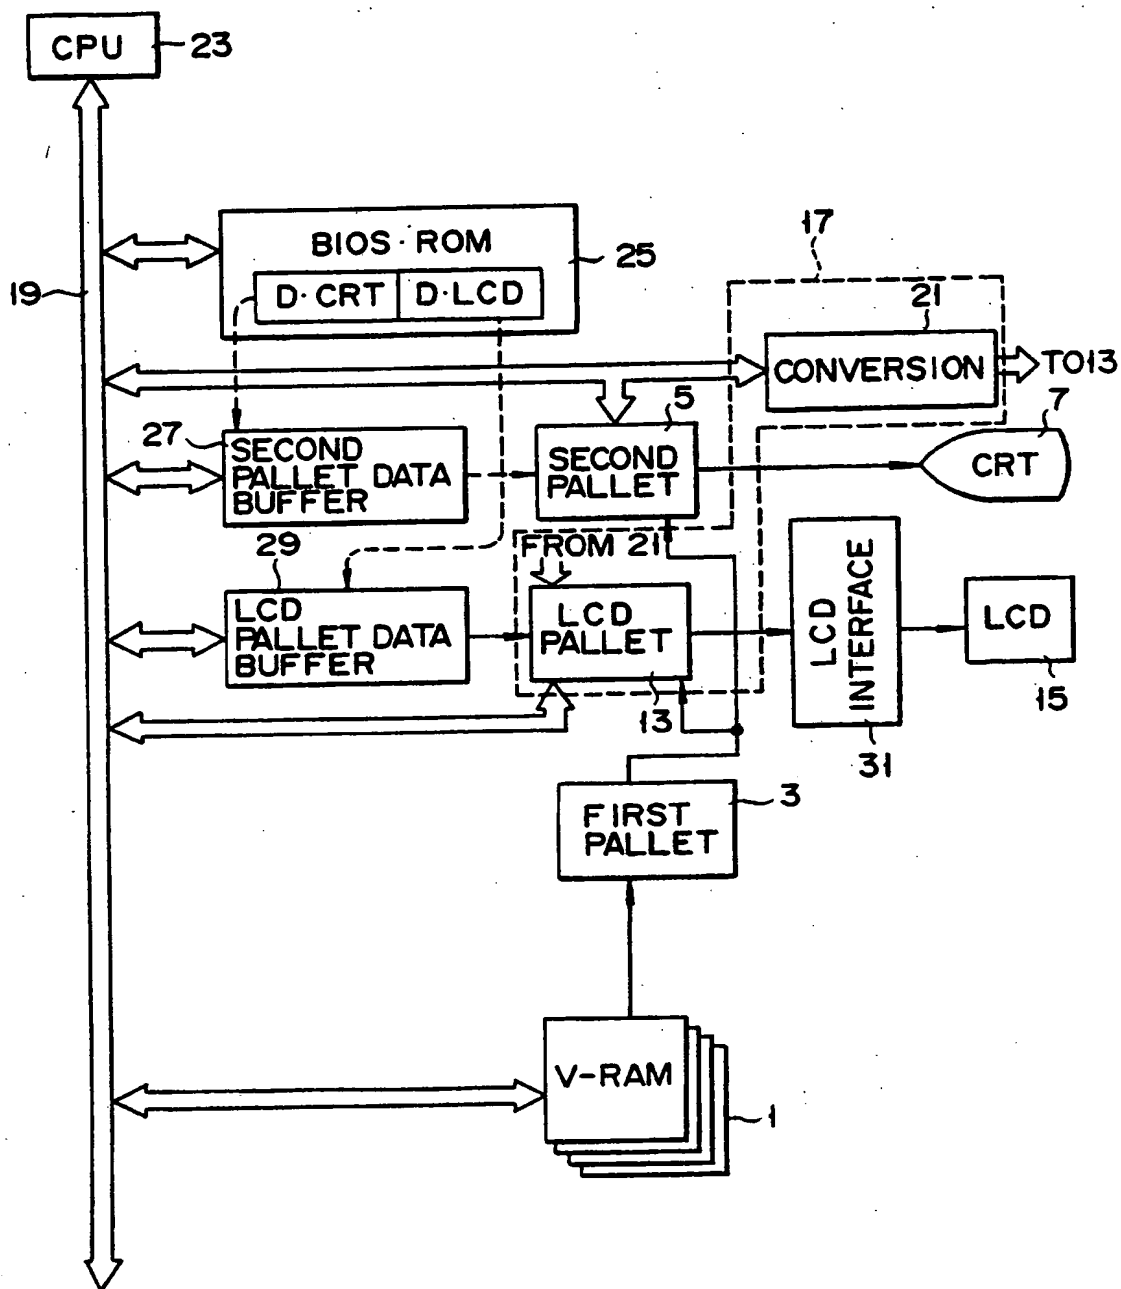 CPU
23
19
BIOS·ROM
D·CRT
D·LCD
25
17
21
CONVERSION
TO13
27
SECOND
PALLET DATA
BUFFER
5
SECOND
PALLET
7
CRT
29
LCD
PALLET DATA
BUFFER
FROM 21
LCD
PALLET
13
LCD
INTERFACE
31
LCD
15
FIRST
PALLET
3
V-RAM
1